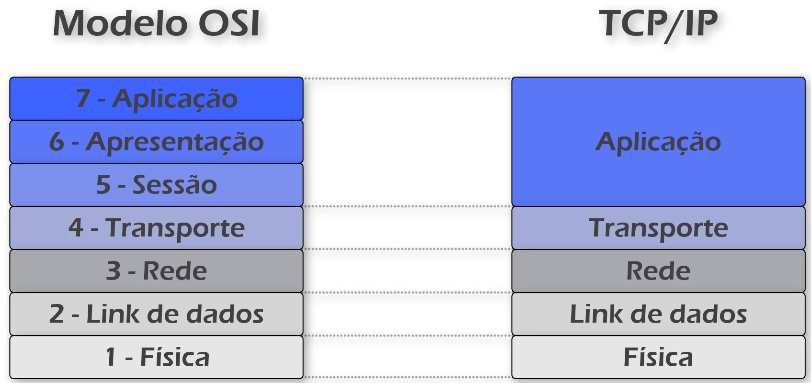 Modelo OSI
TCP/IP
7 - Aplicação
6 - Apresentação
5 - Sessão
4 - Transporte
3 - Rede
2 - Link de dados
1 - Física
Aplicação
Transporte
Rede
Link de dados
Física